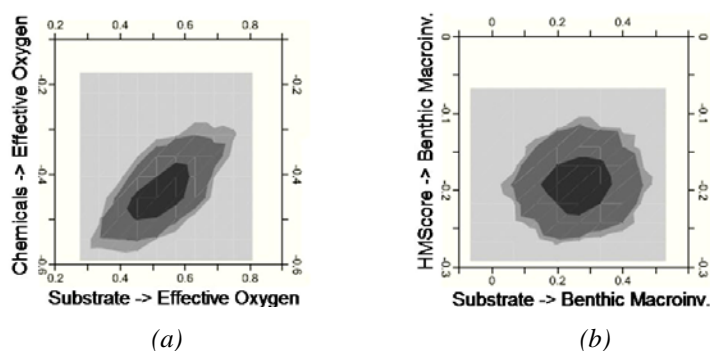 0.2 0.4 0.6 0.8
Chemicals -> Effective Oxygen
-0.2 -0.4 -0.6
-0.2 -0.4 -0.6
0.2 0.4 0.6 0.8
Substrate -> Effective Oxygen
(a)
0 0.2 0.4
HMScore -> Benthic Macroinv.
0 -0.1 -0.2 -0.3
0 -0.1 -0.2 -0.3
0 0.2 0.4
Substrate -> Benthic Macroinv.
(b)